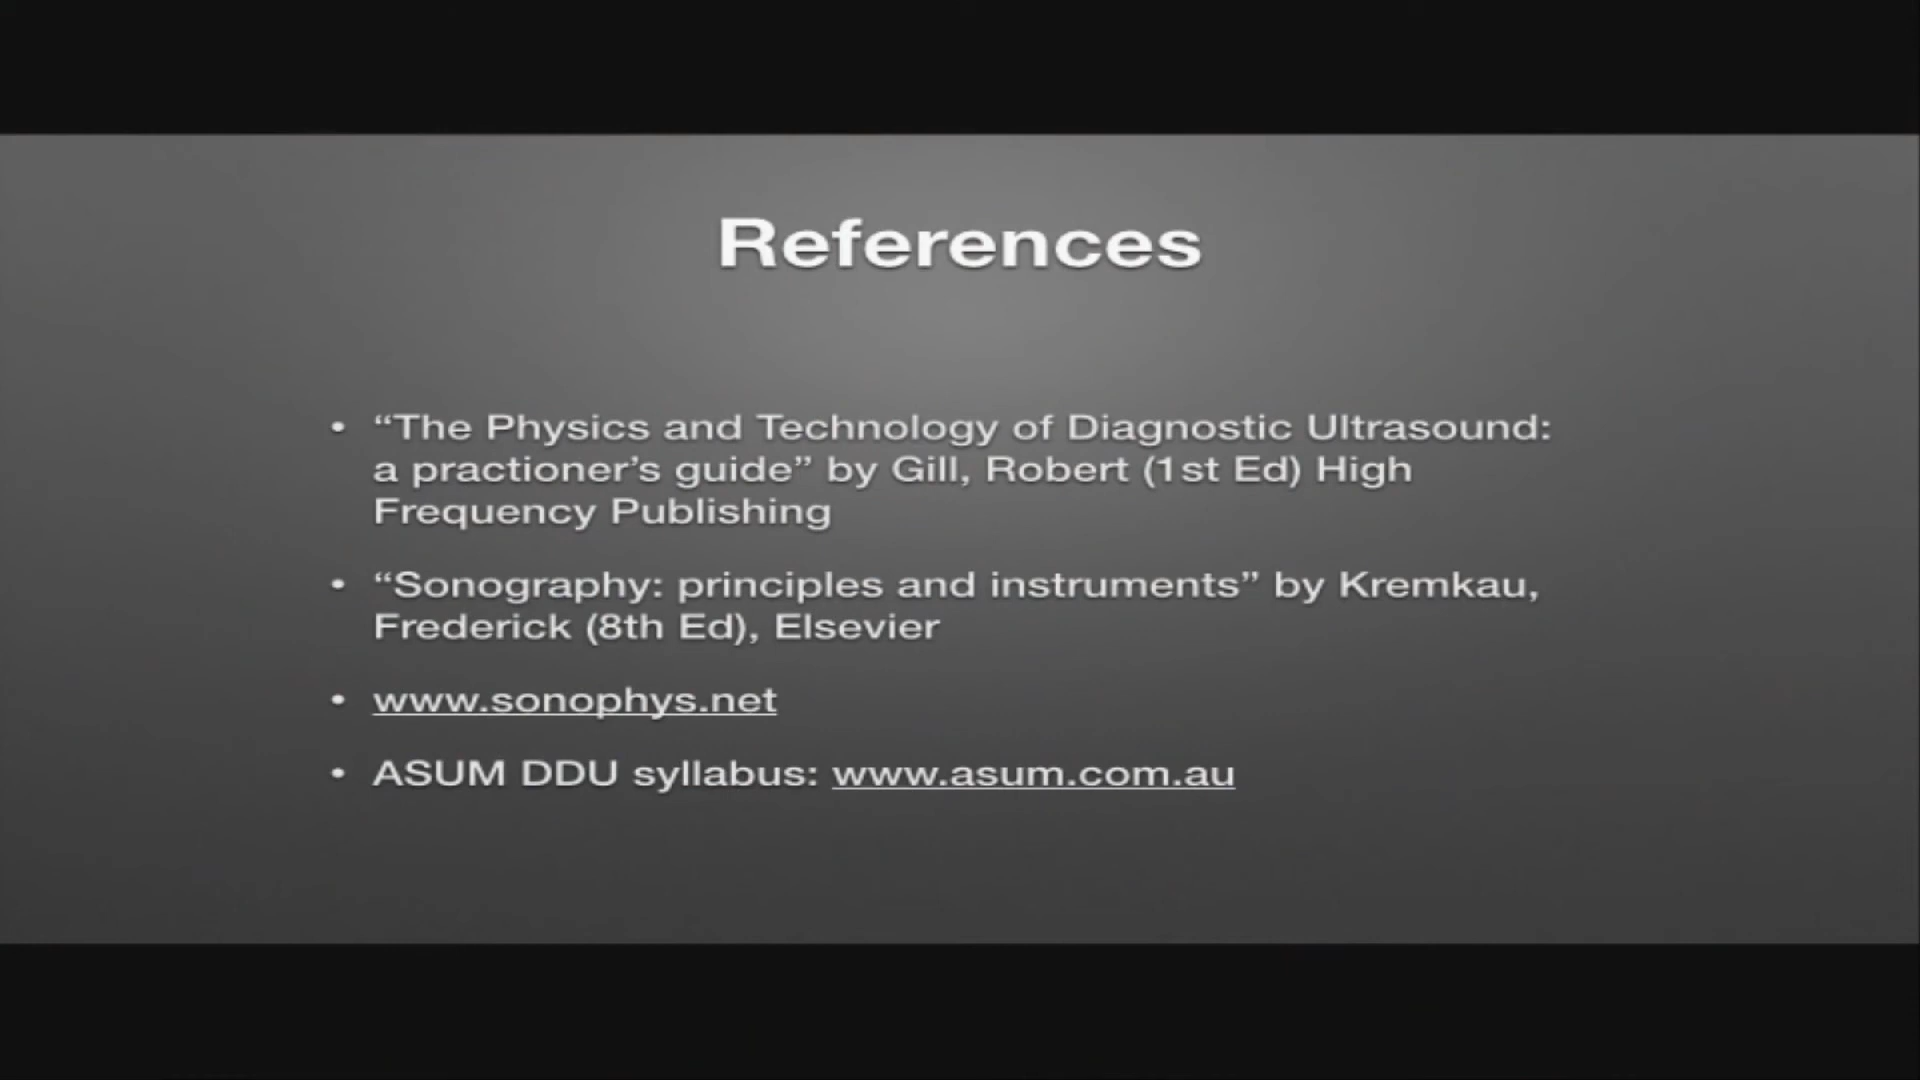 References
• “The Physics and Technology of Diagnostic Ultrasound:
a practioner’s guide” by Gill, Robert (1st Ed) High
Frequency Publishing
• “Sonography: principles and instruments” by Kremkau,
Frederick (8th Ed), Elsevier
• www.sonophys.net
• ASUM DDU syllabus: www.asum.com.au